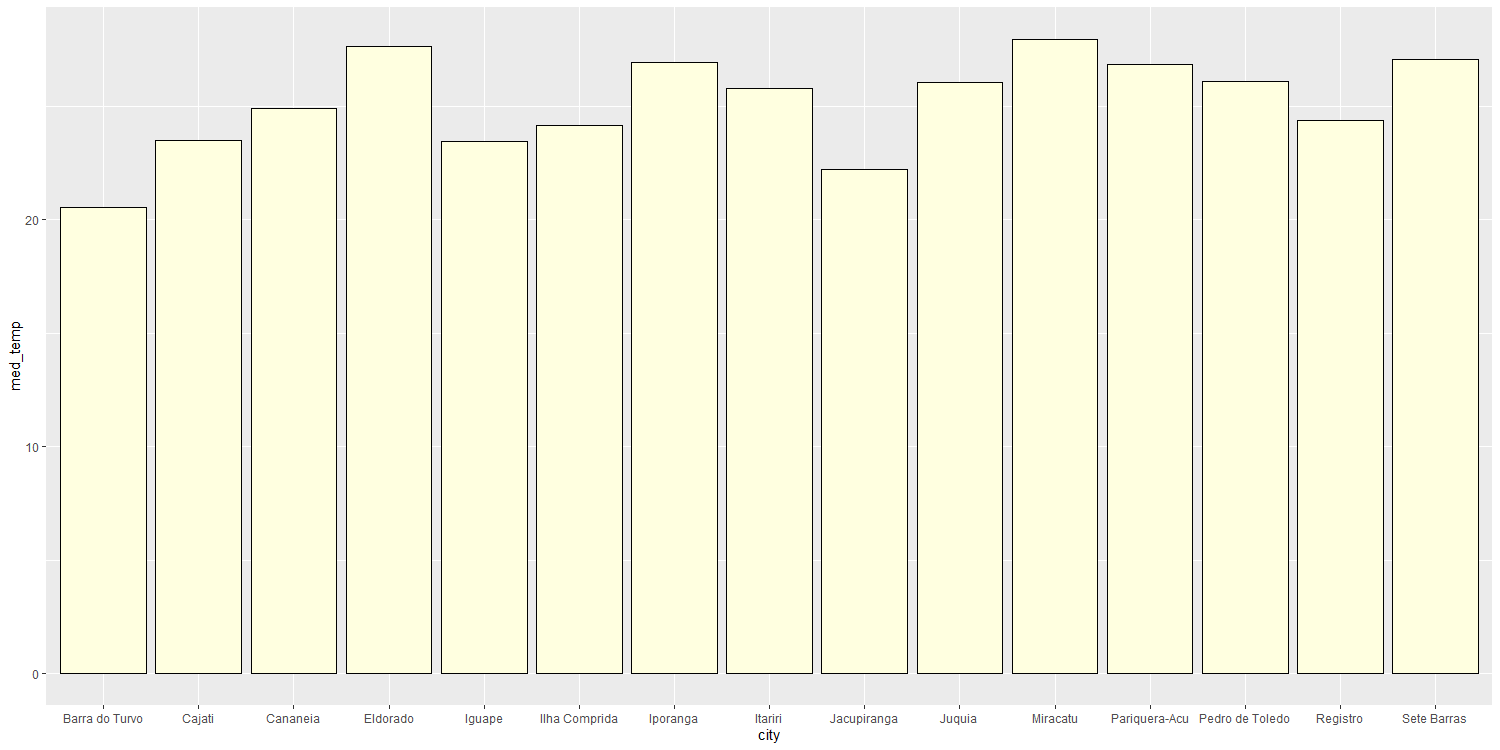 med_temp
20
10
0
Barra do Turvo Cajati Cananeia Eldorado Iguape Ilha Comprida Iporanga Itariri Jacupiranga Juquia Miracatu Pariquera-Acu Pedro de Toledo Registro Sete Barras
city